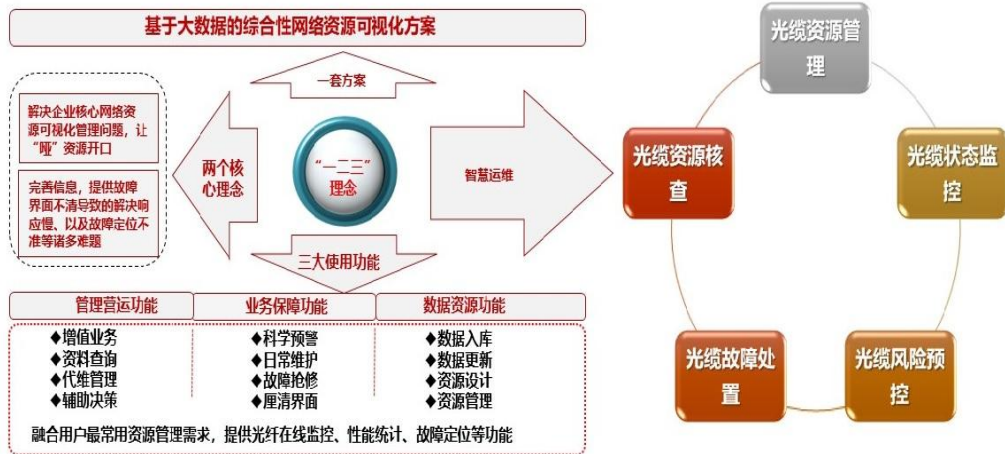 基于大数据的综合性网络资源可视化方案
一套方案
解决企业核心网络资
源可视化管理问题，让
“哑”资源开口
完善信息，提供故障
界面不清导致的解决响
应慢、以及故障定位不
准等诸多难题
两个核
心理念
“一二三”
理念
智慧运维
三大使用功能
管理营运功能
◆增值业务
◆资料查询
◆代维管理
◆辅助决策
业务保障功能
◆科学预警
◆日常维护
◆故障抢修
◆厘清界面
数据资源功能
◆数据入库
◆数据更新
◆资源设计
◆资源管理
融合用户最常用资源管理需求，提供光纤在线监控、性能统计、故障定位等功能
光缆资源管
理
光缆状态监
控
光缆风险预
控
光缆故障处
置
光缆资源核
查